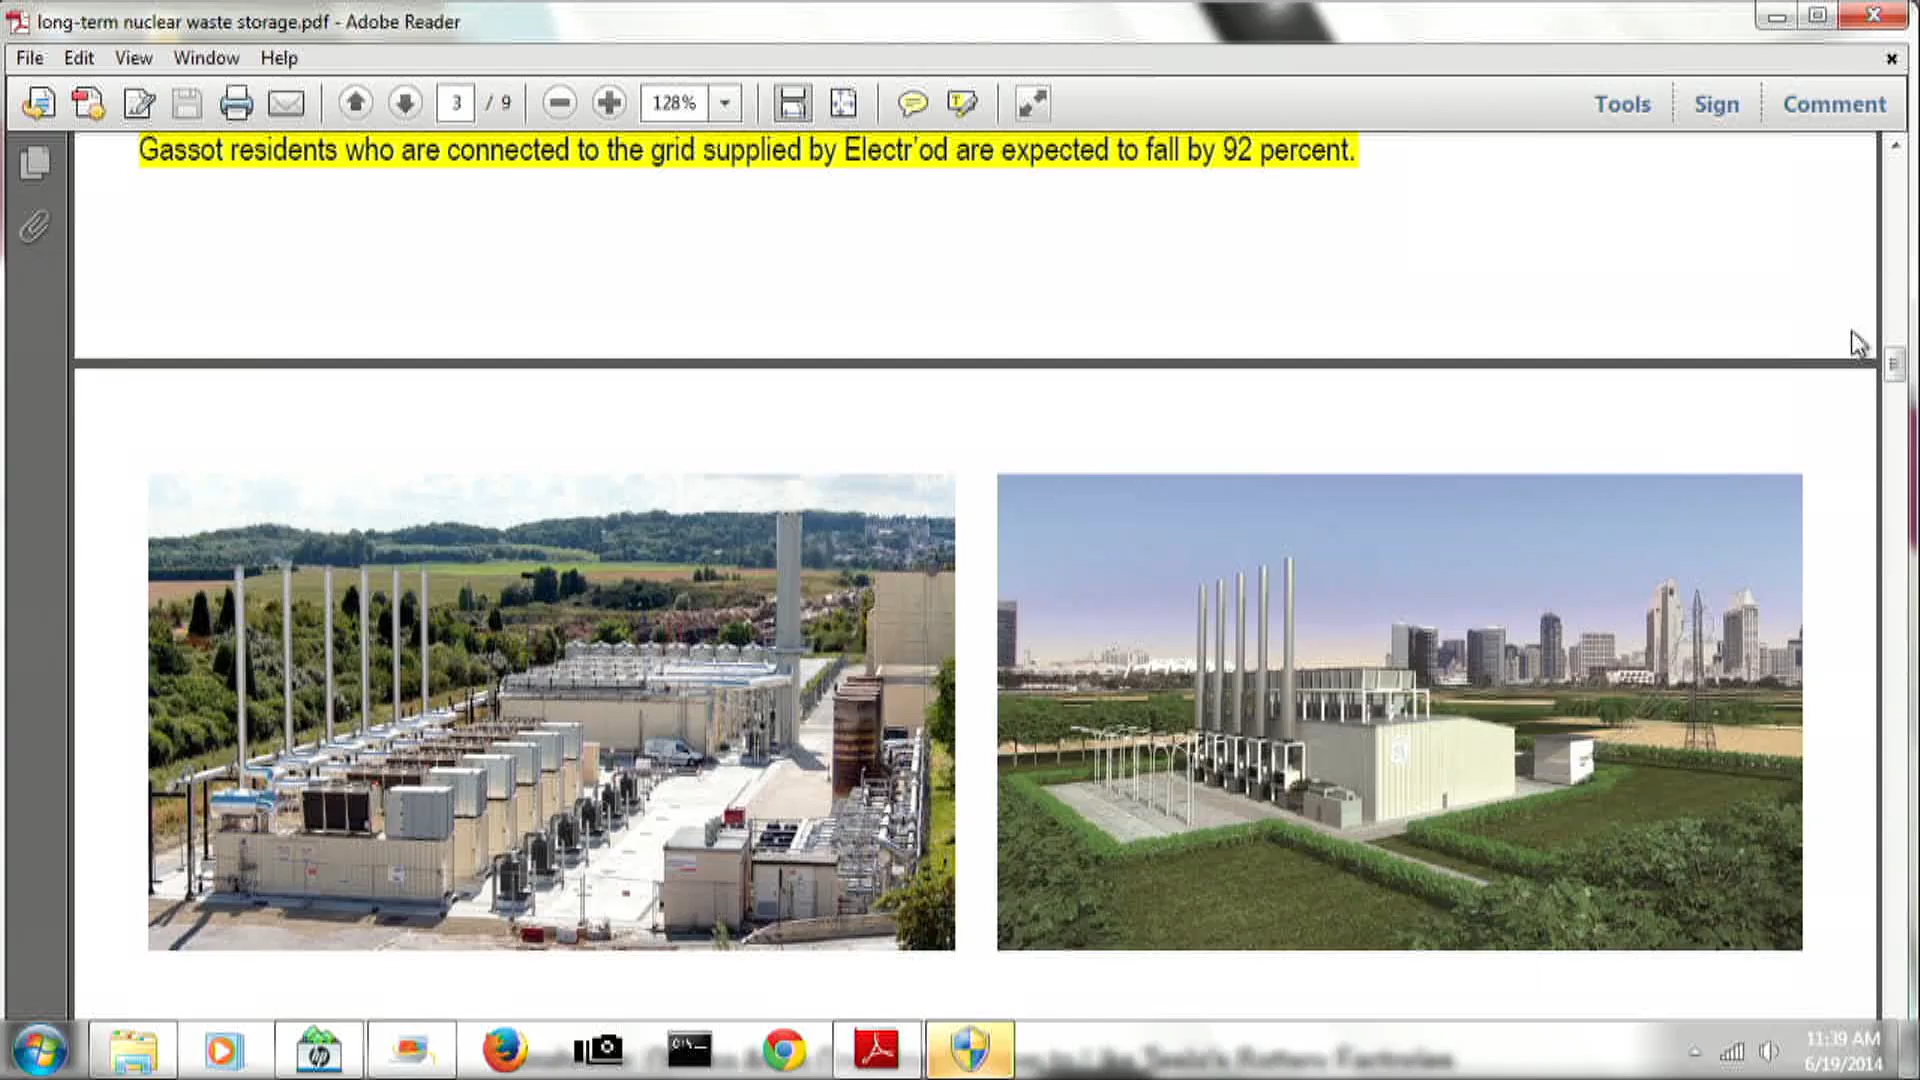 long-term nuclear waste storage.pdf - Adobe Reader
File Edit View Window Help
3 / 9 128% Tools Sign Comment
Gassot residents who are connected to the grid supplied by Electr'od are expected to fall by 92 percent.
hp
C:\._
11:39 AM
6/19/2014